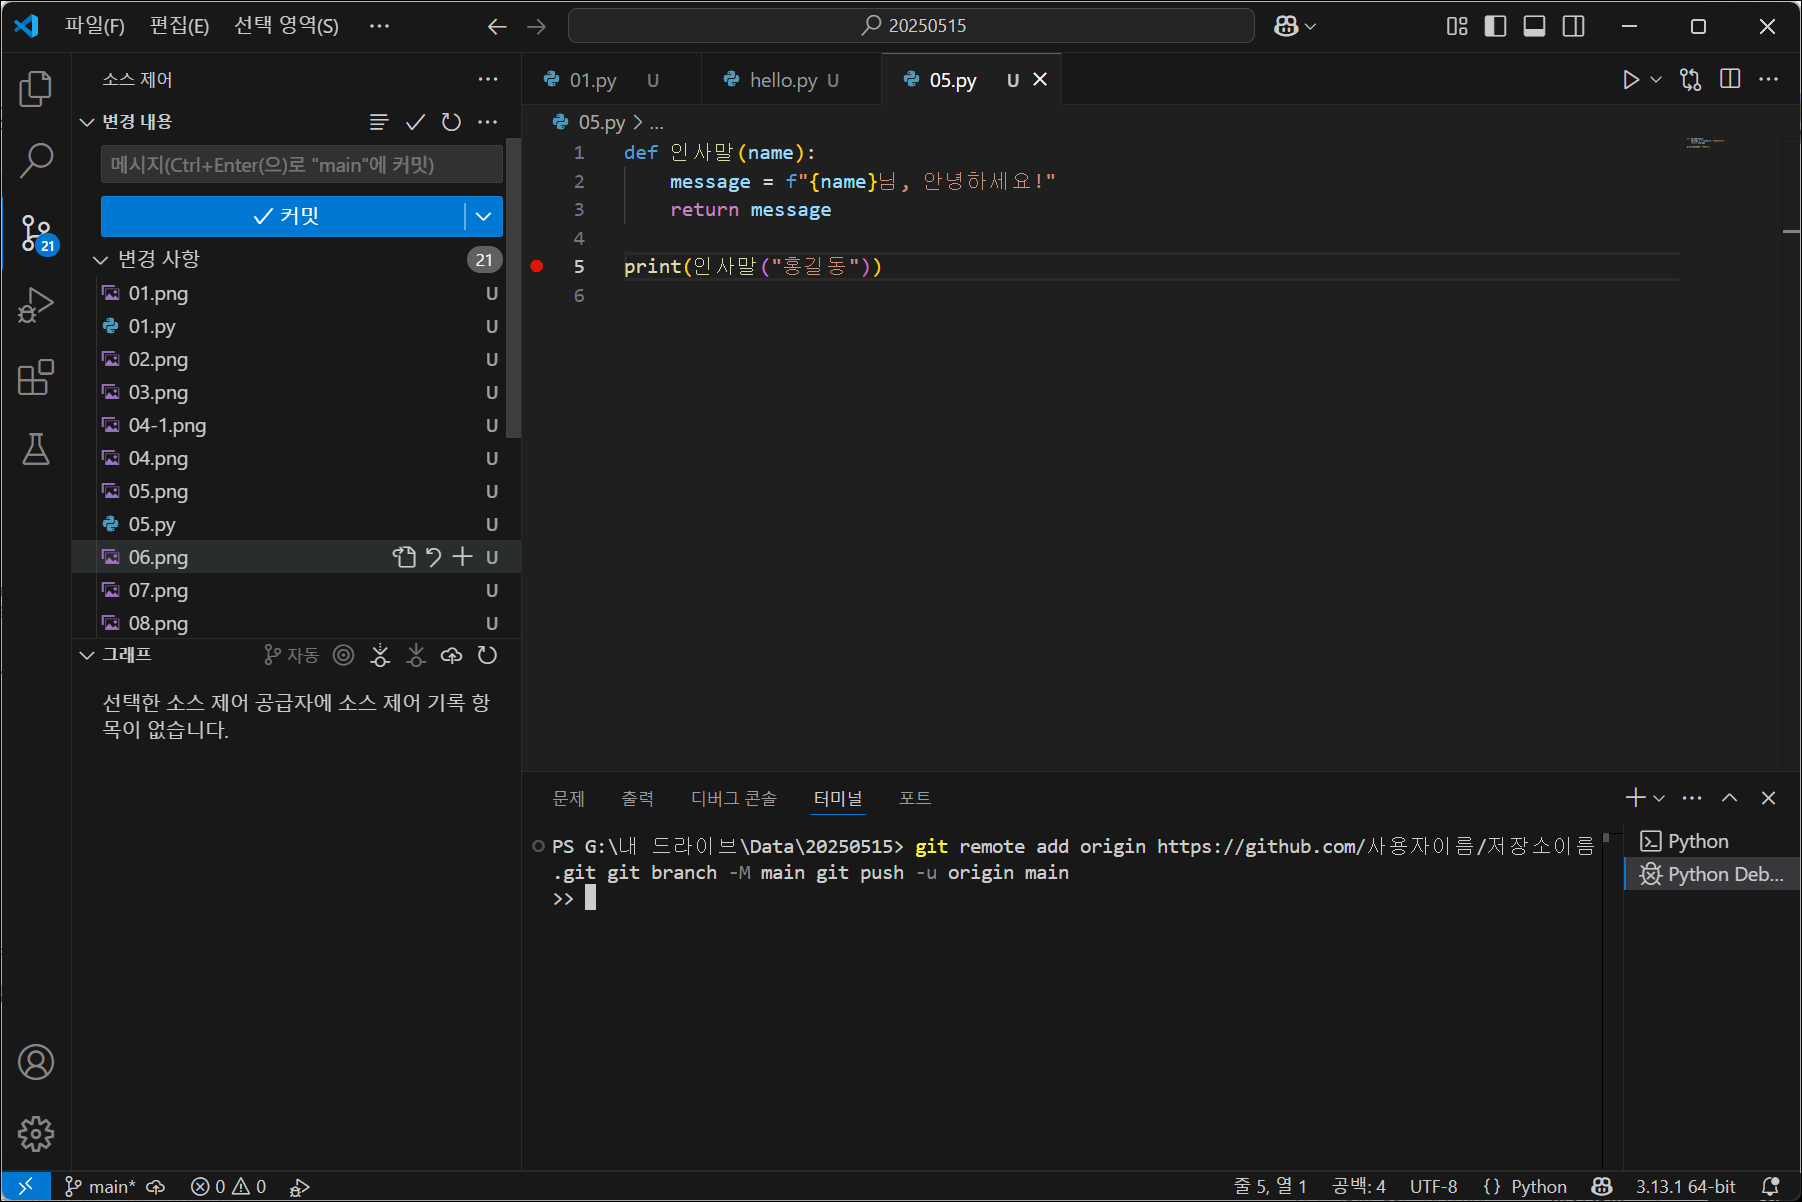 파일(F) 편집(E) 선택 영역(S) ··· 20250515
소스 제어
변경 내용
메시지(Ctrl+Enter(으)로 "main"에 커밋)
커밋
변경 사항 21
21
01.png U
01.py U
02.png U
03.png U
04-1.png U
04.png U
05.png U
05.py U
06.png U
07.png U
08.png U
그래프 자동
선택한 소스 제어 공급자에 소스 제어 기록 항
목이 없습니다.
01.py U hello.py U 05.py U
05.py > ...
1 def 인사말(name):
2 message = f"{name}님, 안녕하세요!"
3 return message
4
5 print(인사말("홍길동"))
6
문제 출력 디버그 콘솔 터미널 포트
PS G:\내 드라이브\Data\20250515> git remote add origin https://github.com/사용자이름/저장소이름
.git git branch -M main git push -u origin main
>>
Python
Python Deb...
main* 0 0 줄 5, 열 1 공백: 4 UTF-8 {} Python 3.13.1 64-bit